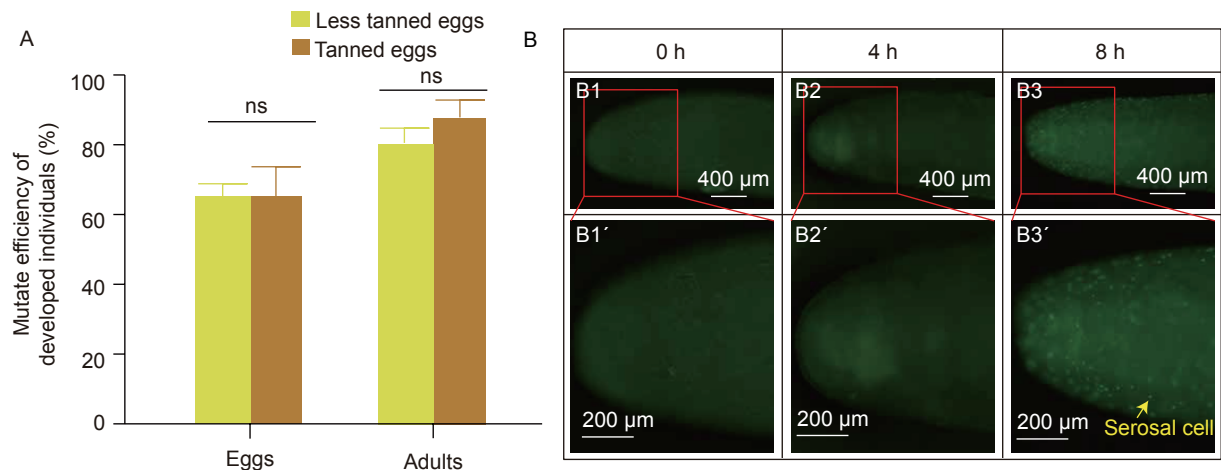 A
Less tanned eggs
Tanned eggs
Mutate efficiency of
developed individuals (%)
100
80
60
40
20
0
ns
ns
Eggs
Adults
B
0 h
4 h
8 h
B1
400 µm
B2
400 µm
B3
400 µm
B1´
200 µm
B2´
200 µm
B3´
200 µm
Serosal cell